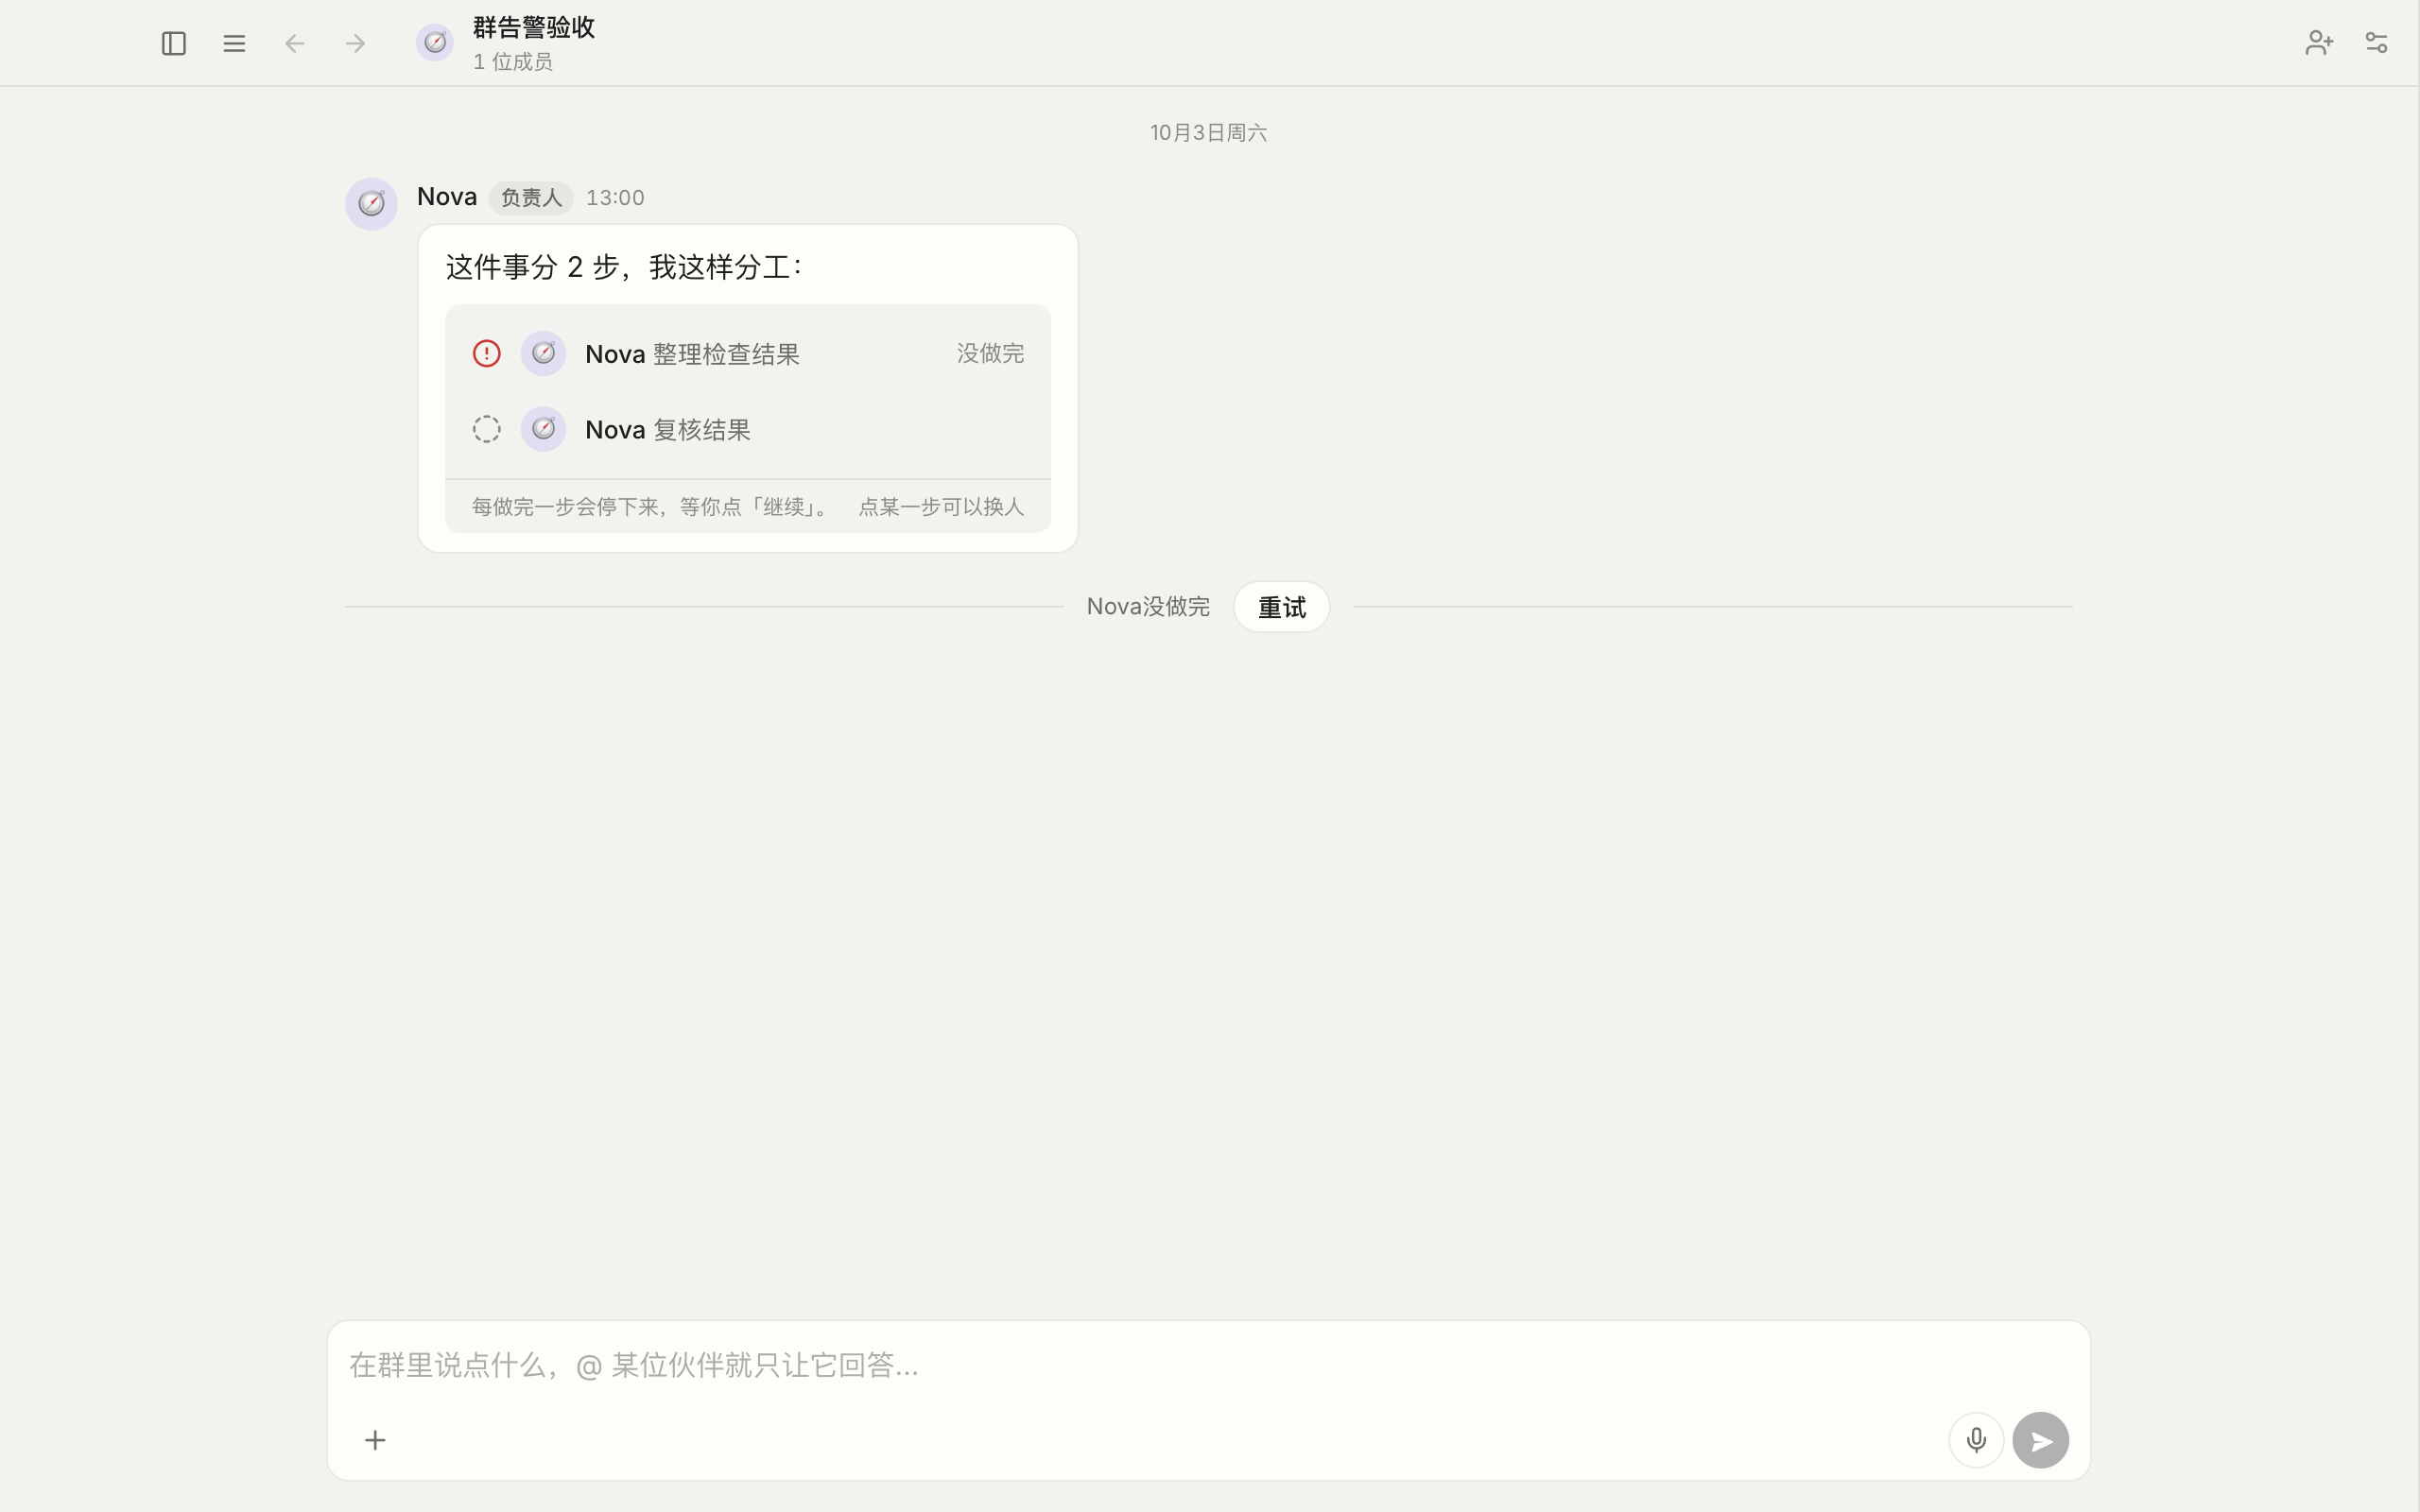 群告警验收
1 位成员
10月3日周六
Nova 负责人 13:00
这件事分 2 步，我这样分工：
Nova 整理检查结果 没做完
Nova 复核结果
每做完一步会停下来，等你点「继续」。 点某一步可以换人
Nova没做完 重试
在群里说点什么，@ 某位伙伴就只让它回答...